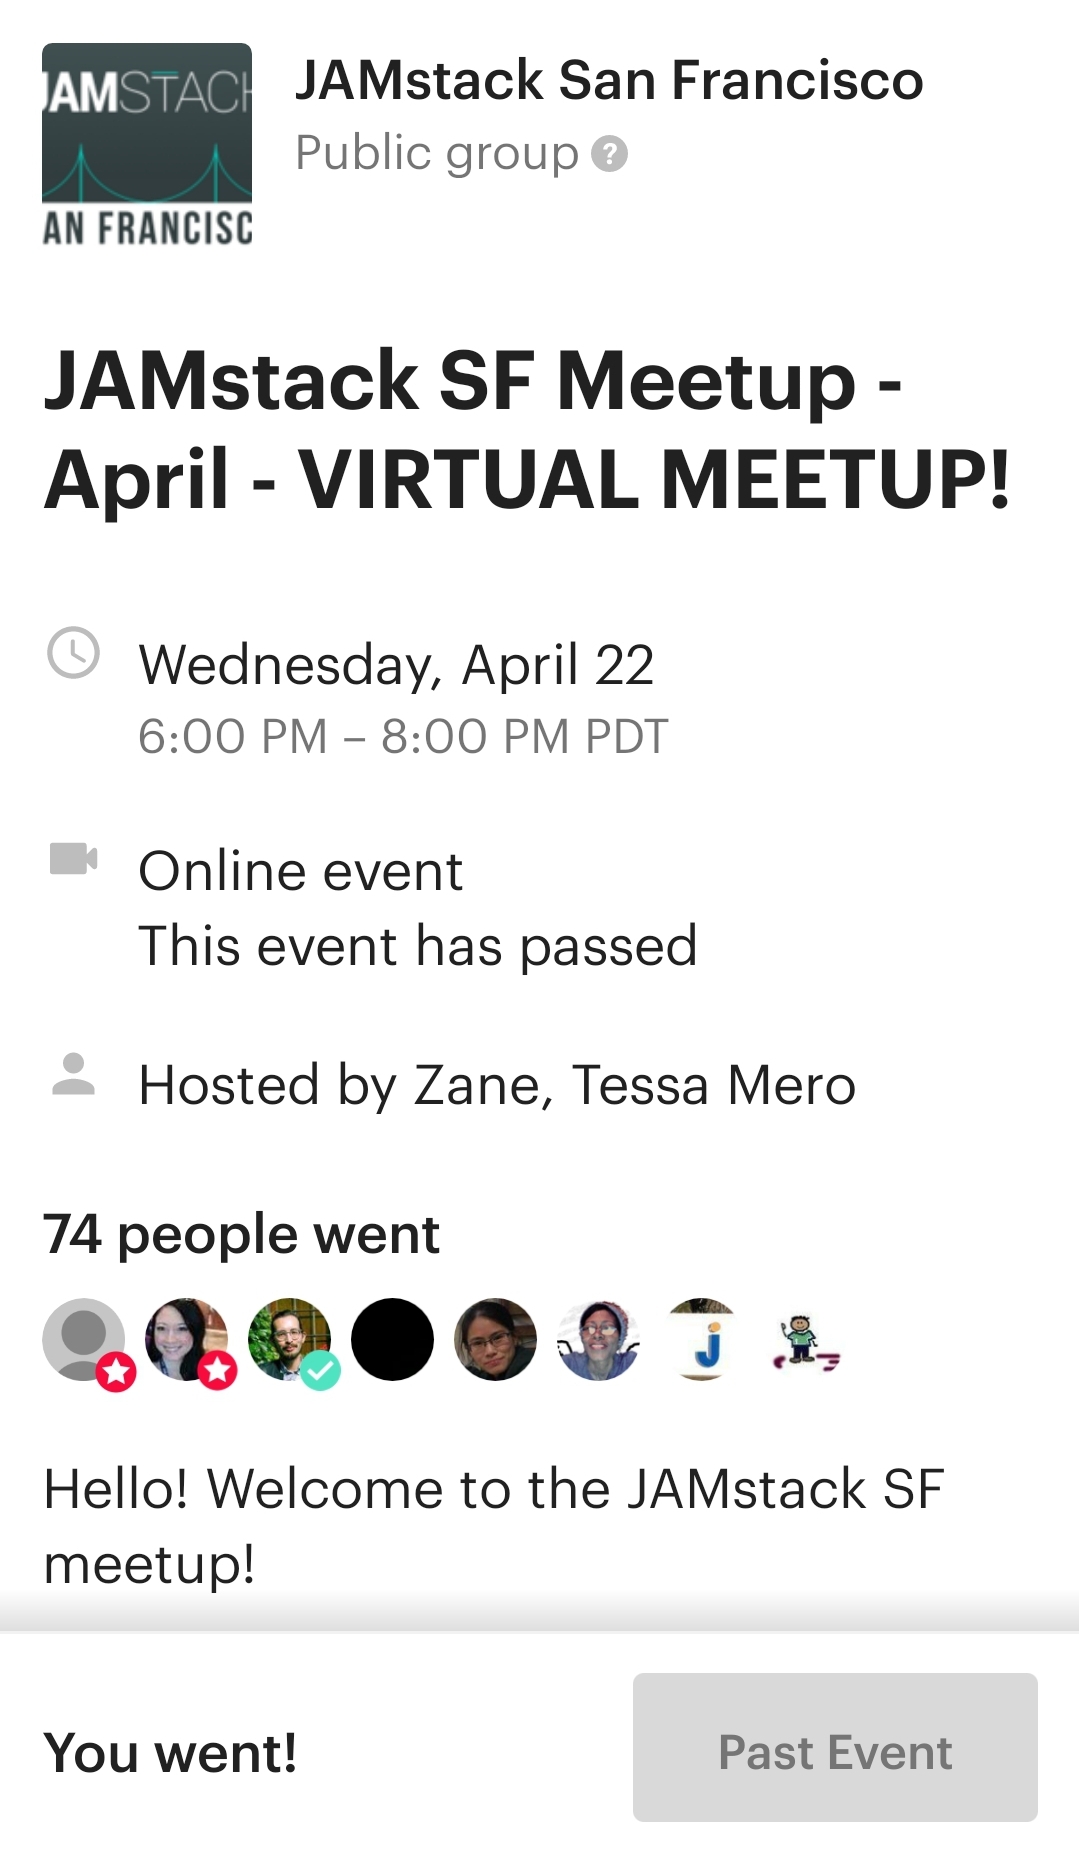 JAMSTACK
AN FRANCISC
JAMstack San Francisco
Public group ?
JAMstack SF Meetup -
April - VIRTUAL MEETUP!
Wednesday, April 22
6:00 PM – 8:00 PM PDT
Online event
This event has passed
Hosted by Zane, Tessa Mero
74 people went
J
Hello! Welcome to the JAMstack SF
meetup!
You went!
Past Event